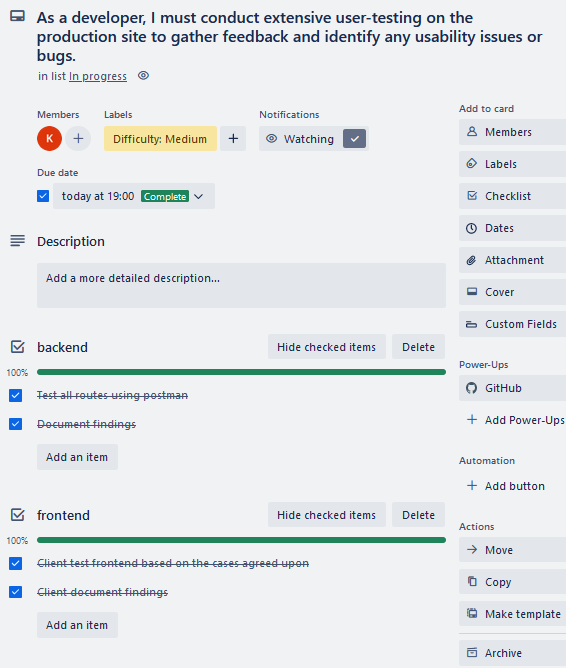 As a developer, I must conduct extensive user-testing on the
production site to gather feedback and identify any usability issues or
bugs.
in list In progress
Members
K
Labels
Difficulty: Medium
Notifications
Watching
Due date
today at 19:00 Complete
Description
Add a more detailed description...
backend
Hide checked items
Delete
100%
Test all routes using postman
Document findings
Add an item
frontend
Hide checked items
Delete
100%
Client test frontend based on the cases agreed upon
Client document findings
Add an item
Add to card
Members
Labels
Checklist
Dates
Attachment
Cover
Custom Fields
Power-Ups
GitHub
+ Add Power-Ups
Automation
+ Add button
Actions
Move
Copy
Make template
Archive